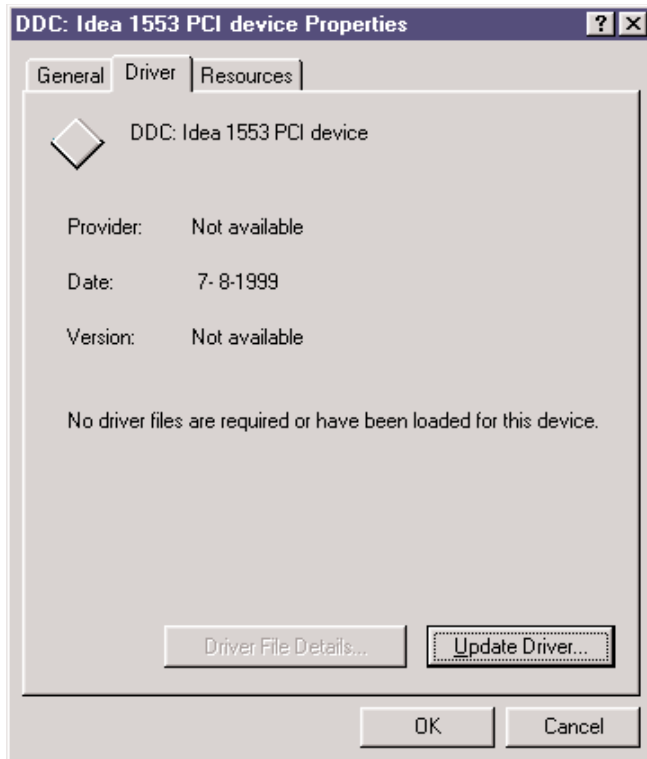 DDC: Idea 1553 PCI device Properties
General Driver Resources
DDC: Idea 1553 PCI device
Provider: Not available
Date: 7- 8-1999
Version: Not available
No driver files are required or have been loaded for this device.
Driver File Details... Update Driver...
OK Cancel